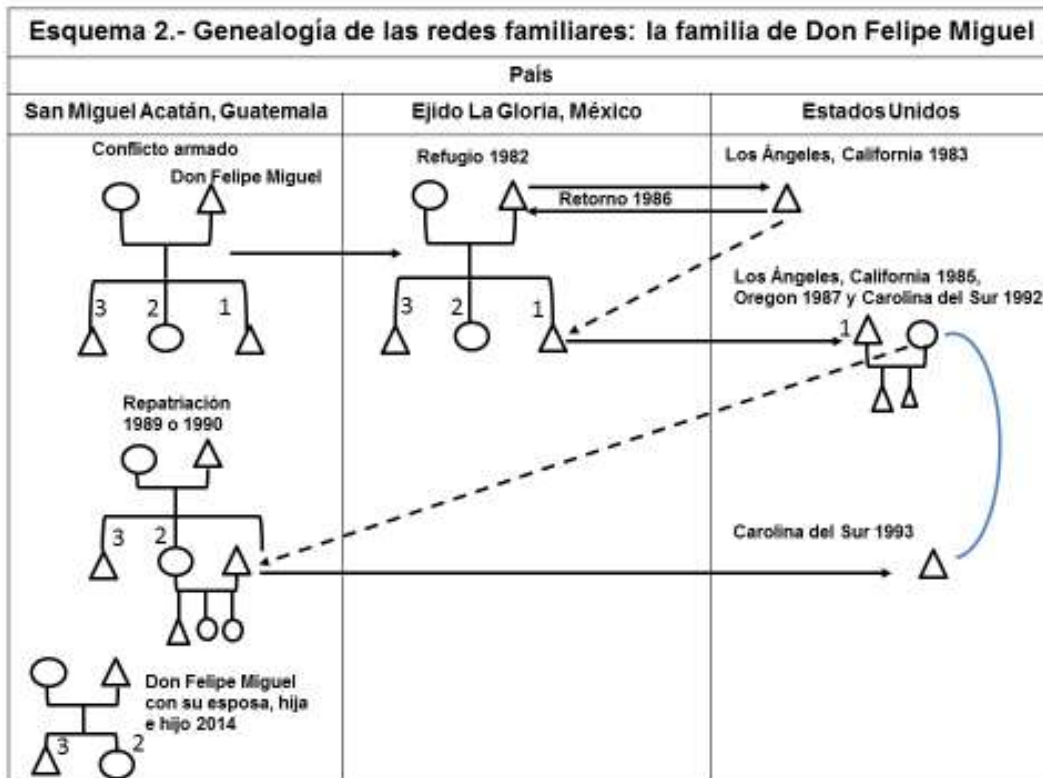 Esquema 2.- Genealogía de las redes familiares: la familia de Don Felipe Miguel
País
San Miguel Acatán, Guatemala
Ejido La Gloria, México
Estados Unidos
Conflicto armado
Don Felipe Miguel
3
2
1
Refugio 1982
Retorno 1986
3
2
1
Los Ángeles, California 1983
Los Ángeles, California 1985,
Oregon 1987 y Carolina del Sur 1992
1
Repatriación
1989 o 1990
3
2
Carolina del Sur 1993
Don Felipe Miguel
con su esposa, hija
e hijo 2014
3
2